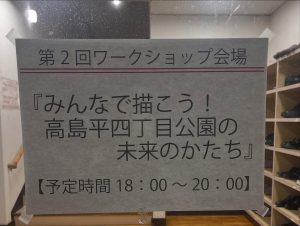 第2回ワークショップ会場
『みんなで描こう！
高島平四丁目公園の
未来のかたち』
【予定時間 18：00 ～ 20：00】